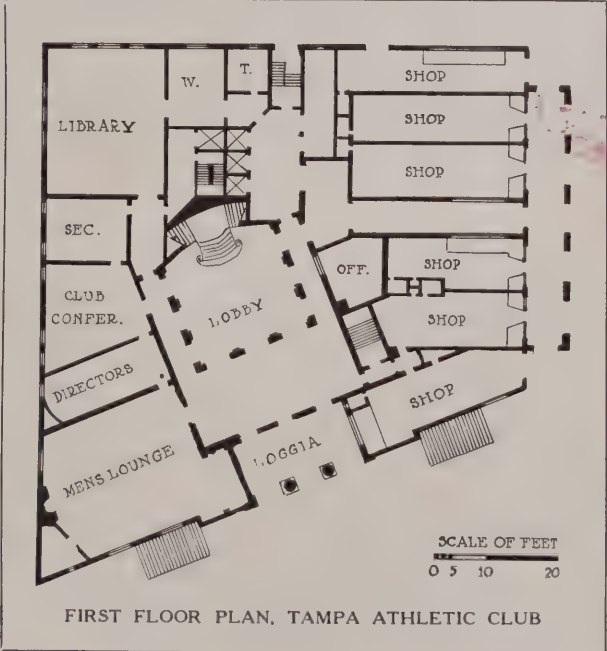 SHOP
W.
T.
LIBRARY
SHOP
SHOP
SEC.
OFF.
SHOP
CLUB
CONFER.
LOBBY
SHOP
DIRECTORS
SHOP
MENS LOUNGE
LOGGIA
SCALE OF FEET
0 5 10 20
FIRST FLOOR PLAN, TAMPA ATHLETIC CLUB